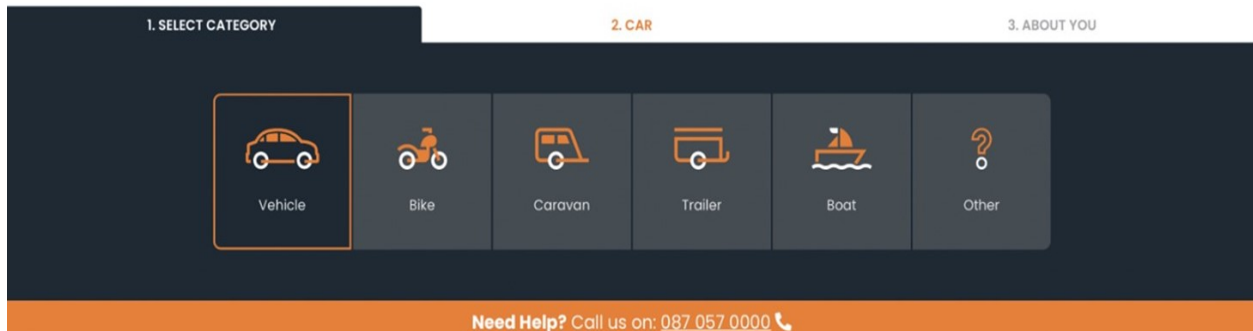 1. SELECT CATEGORY
2. CAR
3. ABOUT YOU
Vehicle
Bike
Caravan
Trailer
Boat
Other
Need Help? Call us on: 087 057 0000